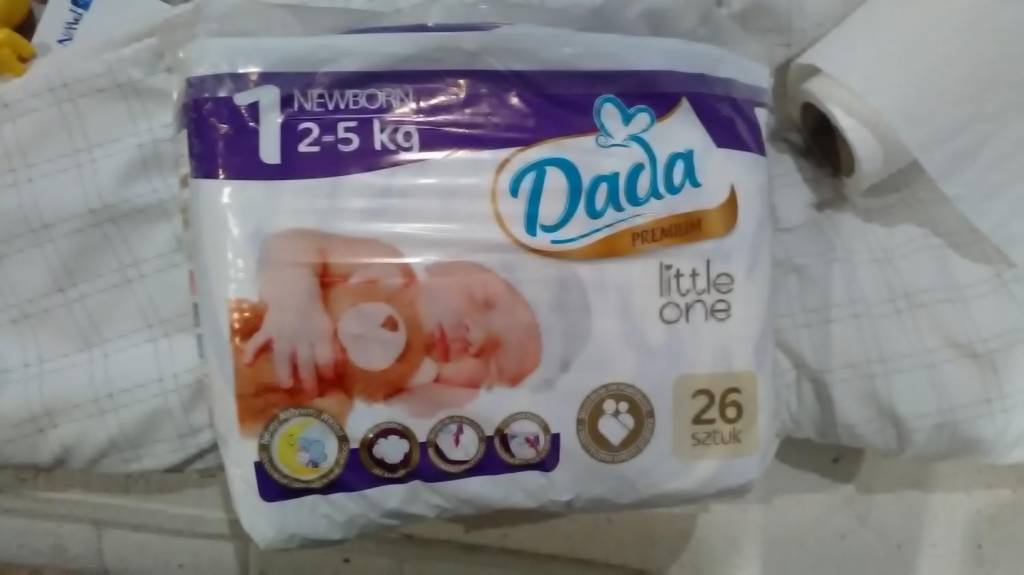 1
NEWBORN
2-5 kg
Dada
PREMIUM
little
one
26
sztuk